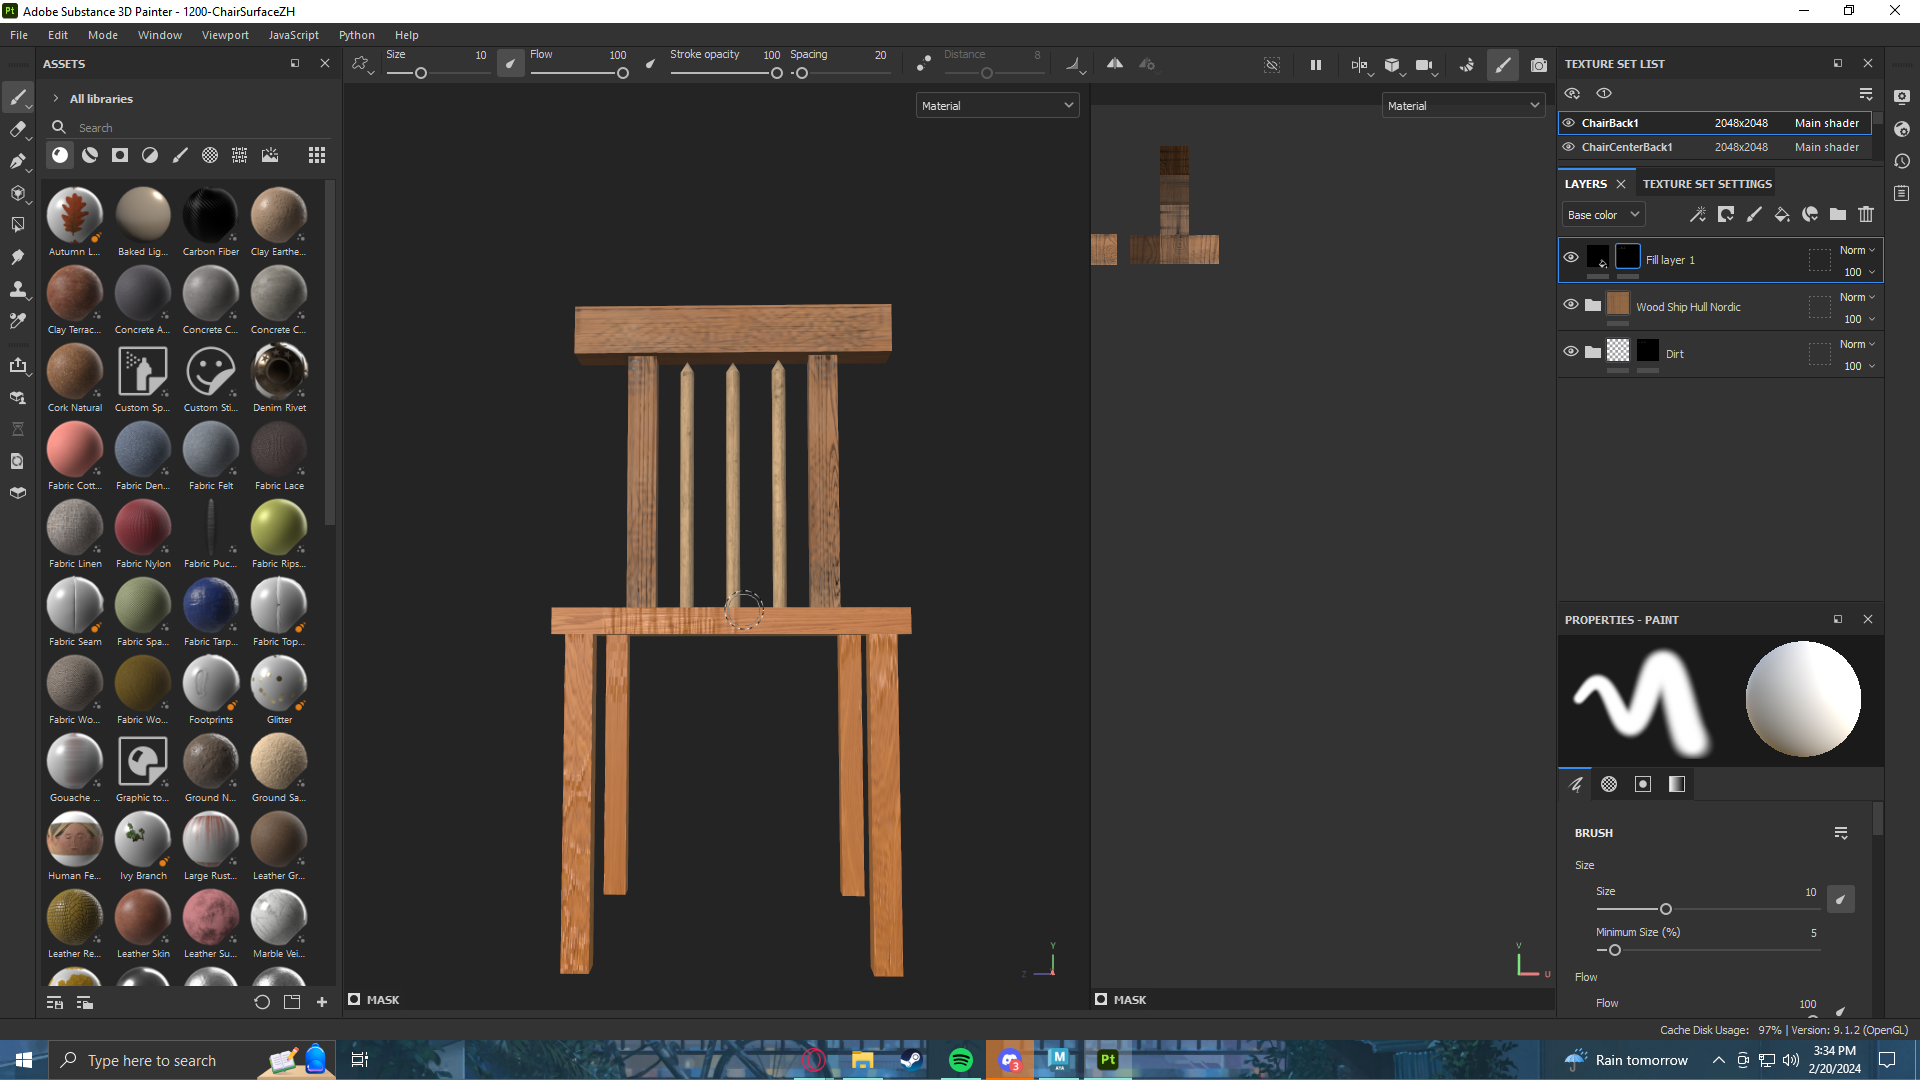 Pt Adobe Substance 3D Painter - 1200-ChairSurfaceZH
File Edit Mode Window Viewport JavaScript Python Help
ASSETS
All libraries
Search
Autumn L... Baked Lig... Carbon Fiber Clay Earthe...
Clay Terrac... Concrete A... Concrete C... Concrete C...
Cork Natural Custom Sp... Custom Sti... Denim Rivet
Fabric Cott... Fabric Den... Fabric Felt Fabric Lace
Fabric Linen Fabric Nylon Fabric Puc... Fabric Rips...
Fabric Seam Fabric Spa... Fabric Tarp... Fabric Top...
Fabric Wo... Fabric Wo... Footprints Glitter
Gouache ... Graphic to... Ground N... Ground Sa...
Human Fe... Ivy Branch Large Rust... Leather Gr...
Leather Re... Leather Skin Leather Su... Marble Vei...
Size 10 Flow 100 Stroke opacity 100 Spacing 20 Distance 8
Material
Material
Y
Z
V
U
MASK
MASK
TEXTURE SET LIST
ChairBack1 2048x2048 Main shader
ChairCenterBack1 2048x2048 Main shader
LAYERS TEXTURE SET SETTINGS
Base color
Fill layer 1 Norm 100
Wood Ship Hull Nordic Norm 100
Dirt Norm 100
PROPERTIES - PAINT
BRUSH
Size
Size 10
Minimum Size (%) 5
Flow
Flow 100
Cache Disk Usage: 97% | Version: 9.1.2 (OpenGL)
Type here to search
3
M
Pt
Rain tomorrow
3:34 PM
2/20/2024